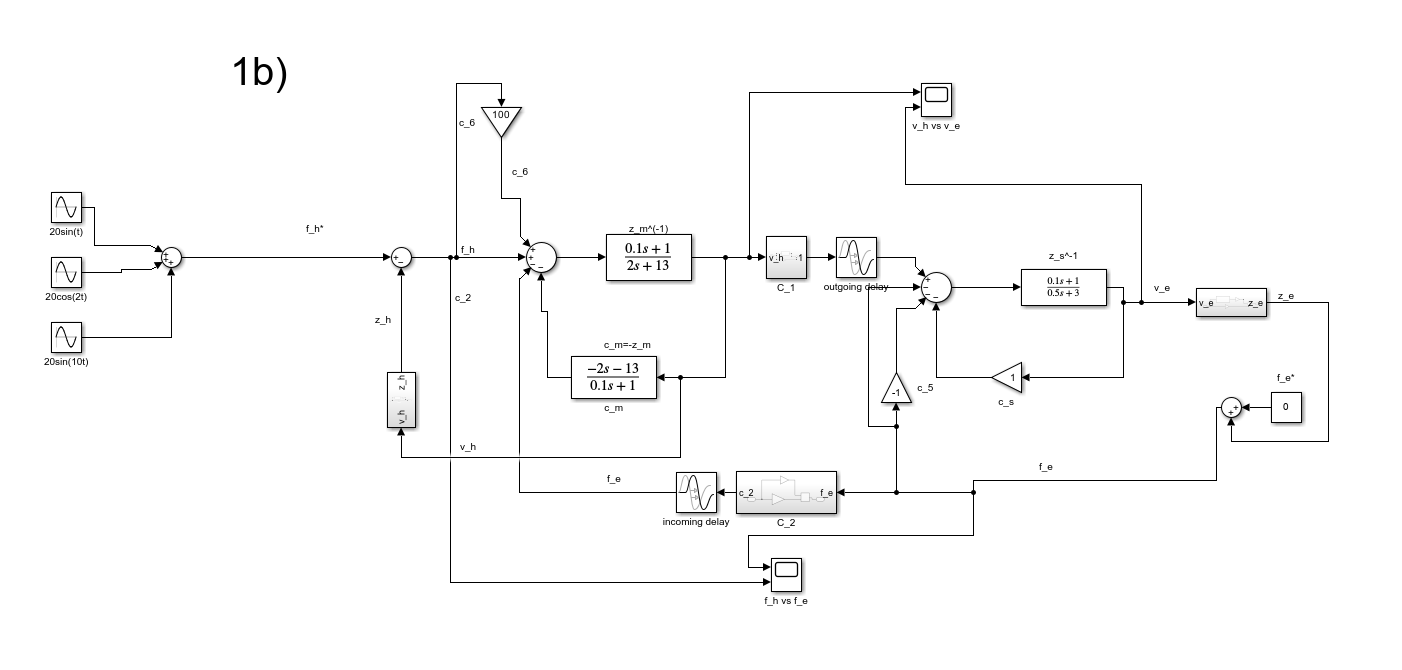 1b)
100
c_6
v_h vs v_e
c_6
20sin(t)
f_h*
z_m^(-1)
0.1s + 1
2s + 13
f_h
v_h
C_1
outgoing delay
z_s^-1
0.1s + 1
0.5s + 3
20cos(2t)
c_2
v_e
v_e z_e
z_e
z_h
20sin(10t)
c_m=-z_m
−2s − 13
0.1s + 1
c_m
z_h
v_h
-1
c_5
1
c_s
f_e*
0
v_h
f_e
f_e
c_2 f_e
incoming delay
C_2
f_h vs f_e